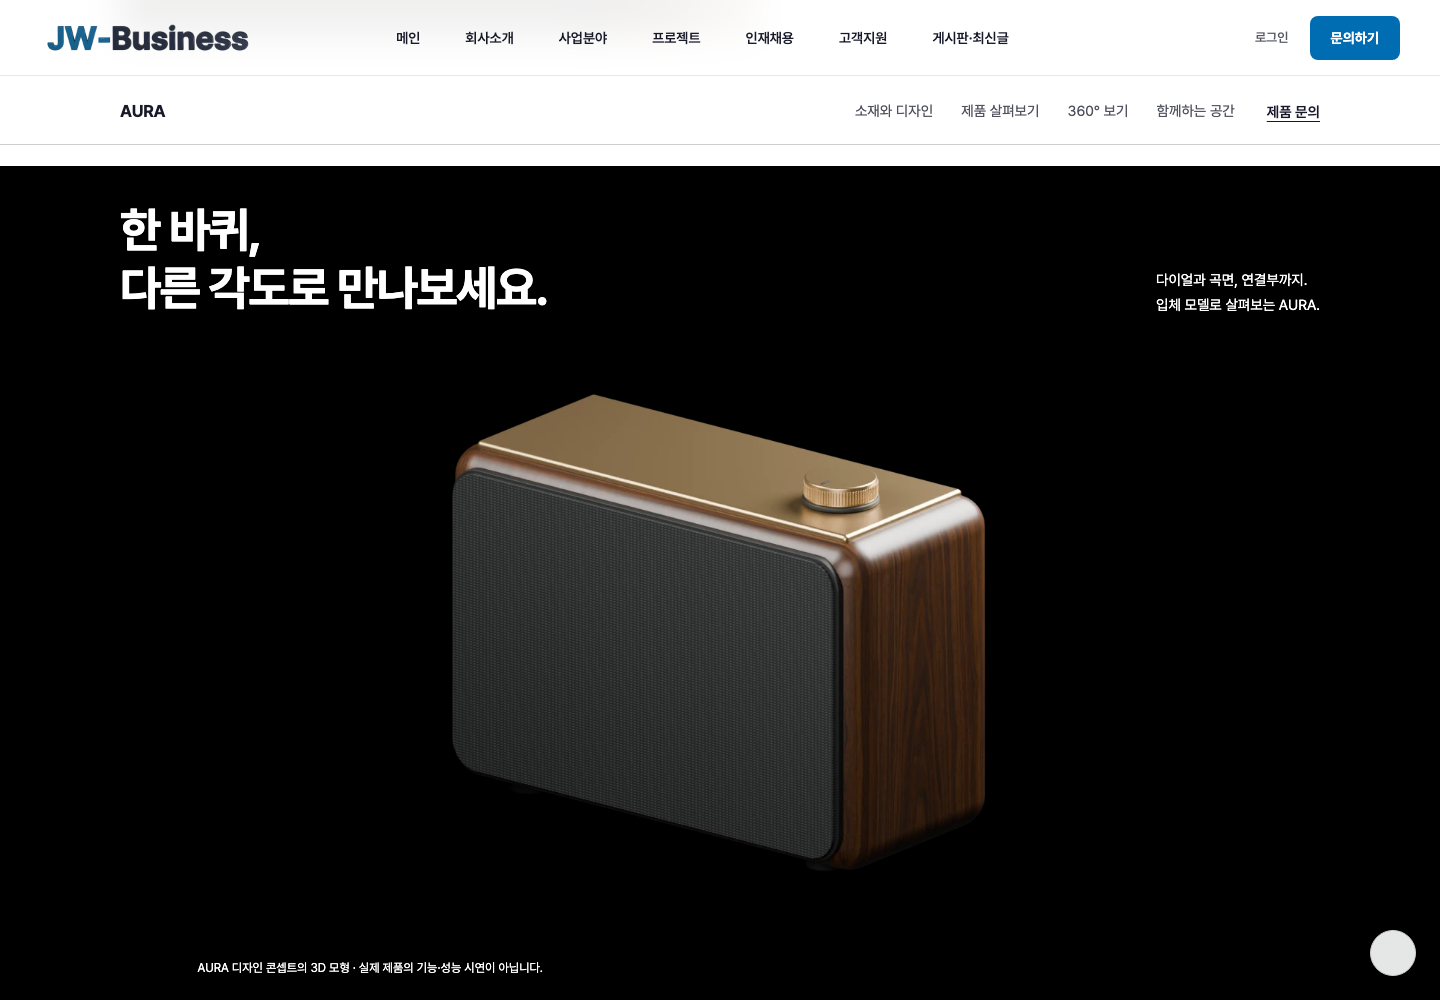 JW-Business
메인
회사소개
사업분야
프로젝트
인재채용
고객지원
게시판·최신글
로그인
문의하기
AURA
소재와 디자인
제품 살펴보기
360° 보기
함께하는 공간
제품 문의
한 바퀴,
다른 각도로 만나보세요.
다이얼과 곡면, 연결부까지.
입체 모델로 살펴보는 AURA.
AURA 디자인 콘셉트의 3D 모형 · 실제 제품의 기능·성능 시연이 아닙니다.